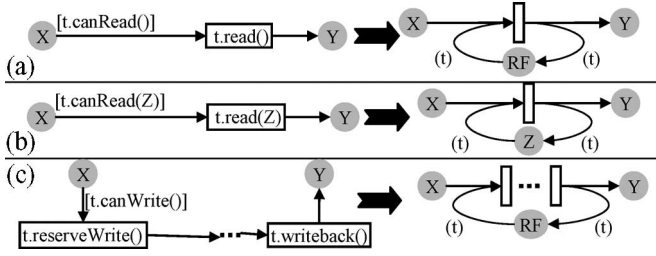 X [t.canRead()] t.read() Y X Y
(a) (t) RF (t)
X [t.canRead(Z)] t.read(Z) Y X Y
(b) (t) Z (t)
(c) X Y X ... Y
[t.canWrite()]
t.reserveWrite() ... t.writeback() (t) RF (t)